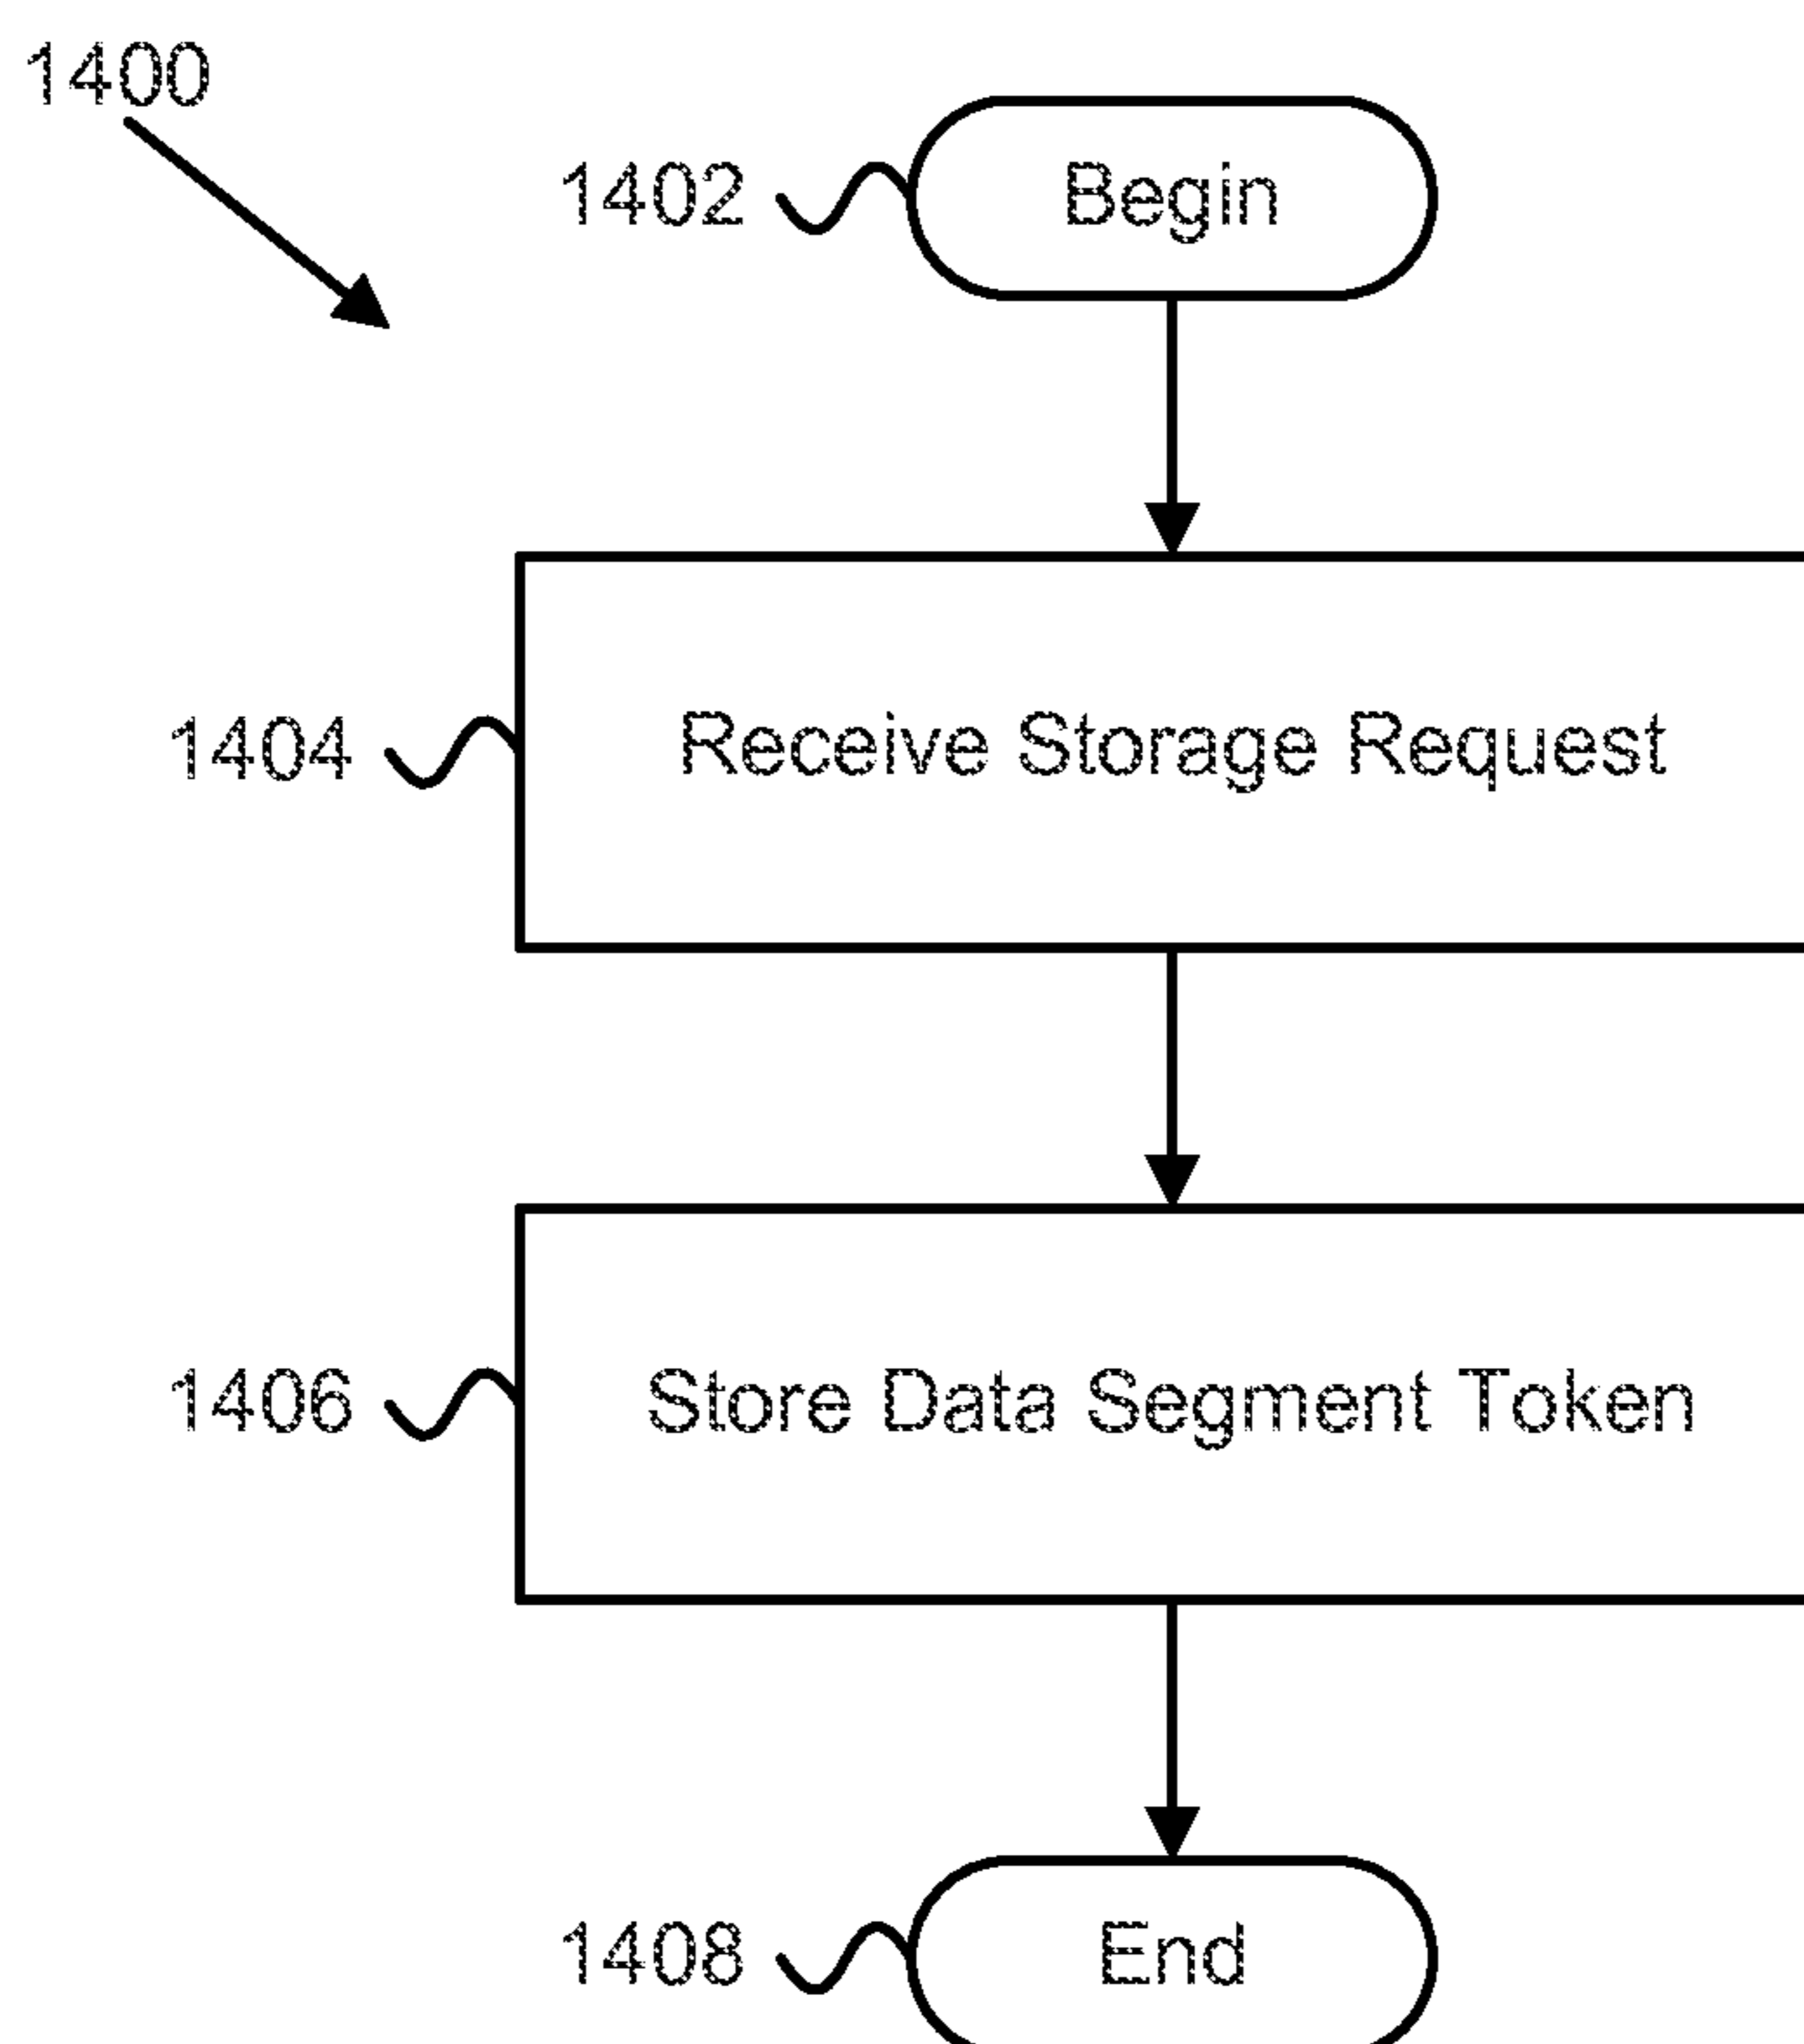 1400
1402 Begin
1404 Receive Storage Request
1406 Store Data Segment Token
1408 End